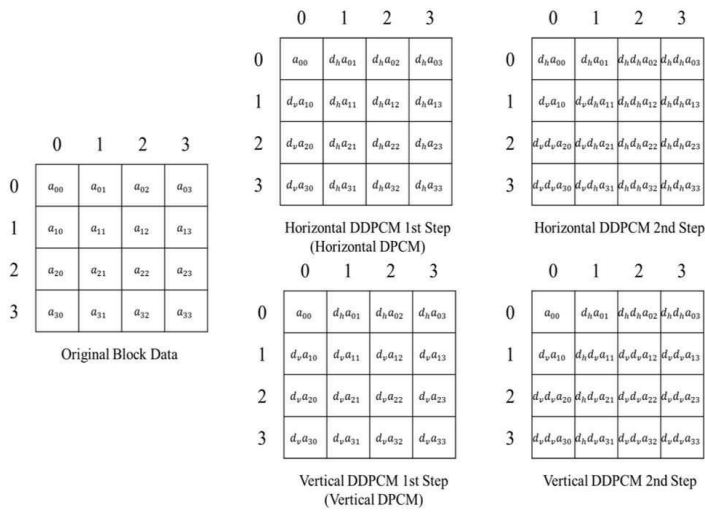 0 1 2 3
0 a₀₀ a₀₁ a₀₂ a₀₃
1 a₁₀ a₁₁ a₁₂ a₁₃
2 a₂₀ a₂₁ a₂₂ a₂₃
3 a₃₀ a₃₁ a₃₂ a₃₃
Original Block Data
0 1 2 3
0 a₀₀ dₕa₀₁ dₕa₀₂ dₕa₀₃
1 dᵥa₁₀ dₕa₁₁ dₕa₁₂ dₕa₁₃
2 dᵥa₂₀ dₕa₂₁ dₕa₂₂ dₕa₂₃
3 dᵥa₃₀ dₕa₃₁ dₕa₃₂ dₕa₃₃
Horizontal DDPCM 1st Step
(Horizontal DPCM)
0 1 2 3
0 dₕa₀₀ dₕa₀₁ dₕdₕa₀₂ dₕdₕa₀₃
1 dᵥa₁₀ dᵥdₕa₁₁ dₕdₕa₁₂ dₕdₕa₁₃
2 dᵥdᵥa₂₀ dᵥdₕa₂₁ dₕdₕa₂₂ dₕdₕa₂₃
3 dᵥdᵥa₃₀ dᵥdₕa₃₁ dₕdₕa₃₂ dₕdₕa₃₃
Horizontal DDPCM 2nd Step
0 1 2 3
0 a₀₀ dₕa₀₁ dₕa₀₂ dₕa₀₃
1 dᵥa₁₀ dᵥa₁₁ dᵥa₁₂ dᵥa₁₃
2 dᵥa₂₀ dᵥa₂₁ dᵥa₂₂ dᵥa₂₃
3 dᵥa₃₀ dᵥa₃₁ dᵥa₃₂ dᵥa₃₃
Vertical DDPCM 1st Step
(Vertical DPCM)
0 1 2 3
0 a₀₀ dₕa₀₁ dₕdₕa₀₂ dₕdₕa₀₃
1 dᵥa₁₀ dₕdᵥa₁₁ dᵥdᵥa₁₂ dᵥdᵥa₁₃
2 dᵥdᵥa₂₀ dₕdᵥa₂₁ dᵥdᵥa₂₂ dᵥdᵥa₂₃
3 dᵥdᵥa₃₀ dₕdᵥa₃₁ dᵥdᵥa₃₂ dᵥdᵥa₃₃
Vertical DDPCM 2nd Step